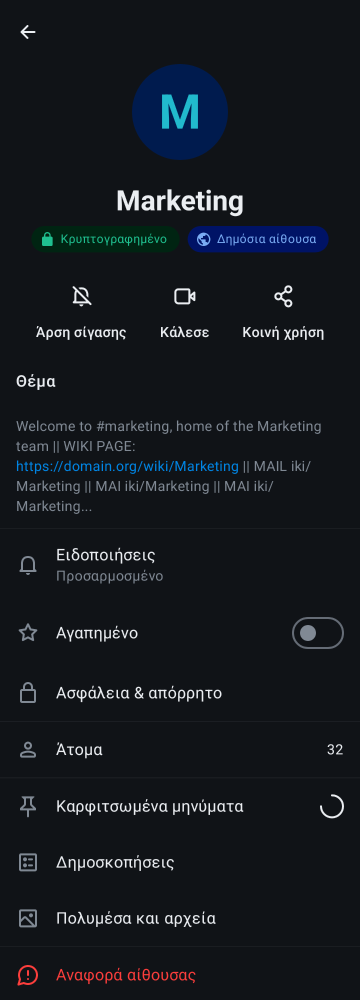 M
Marketing
Κρυπτογραφημένο
Δημόσια αίθουσα
Άρση σίγασης
Κάλεσε
Κοινή χρήση
Θέμα
Welcome to #marketing, home of the Marketing
team || WIKI PAGE:
https://domain.org/wiki/Marketing || MAIL iki/
Marketing || MAI iki/Marketing || MAI iki/
Marketing...
Ειδοποιήσεις
Προσαρμοσμένο
Αγαπημένο
Ασφάλεια & απόρρητο
Άτομα
32
Καρφιτσωμένα μηνύματα
Δημοσκοπήσεις
Πολυμέσα και αρχεία
Αναφορά αίθουσας